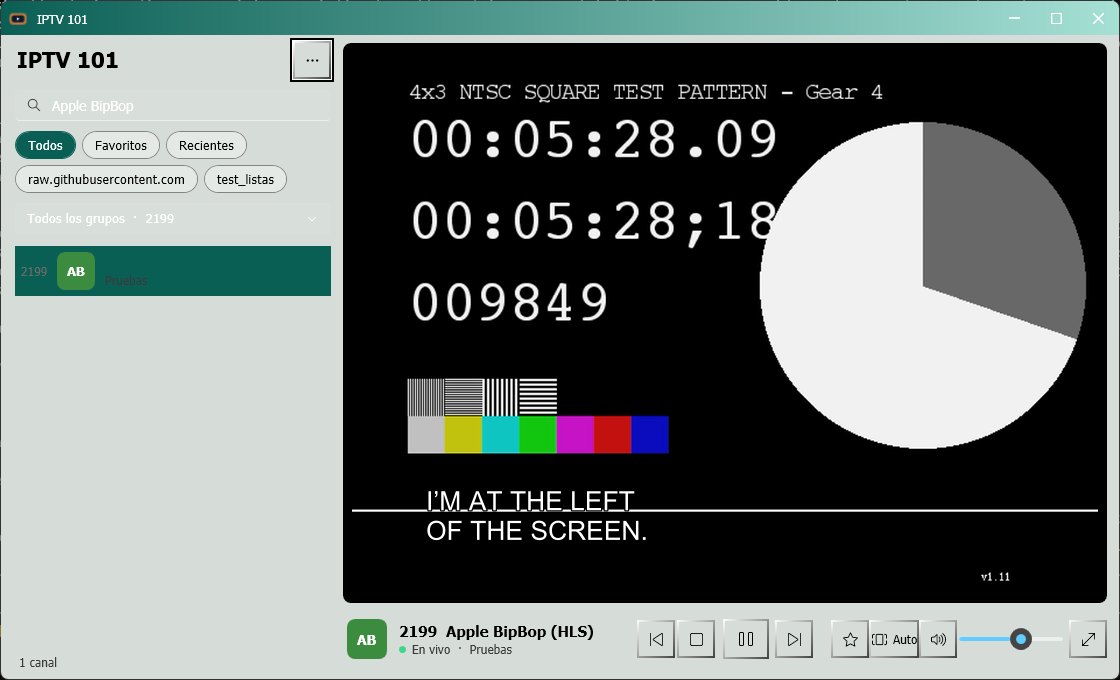 IPTV 101
IPTV 101
...
Apple BipBop
Todos
Favoritos
Recientes
raw.githubusercontent.com
test_listas
Todos los grupos · 2199
2199
AB
Pruebas
1 canal
4x3 NTSC SQUARE TEST PATTERN - Gear 4
00:05:28.09
00:05:28;18
009849
I'M AT THE LEFT
OF THE SCREEN.
v1.11
AB
2199 Apple BipBop (HLS)
En vivo · Pruebas
Auto